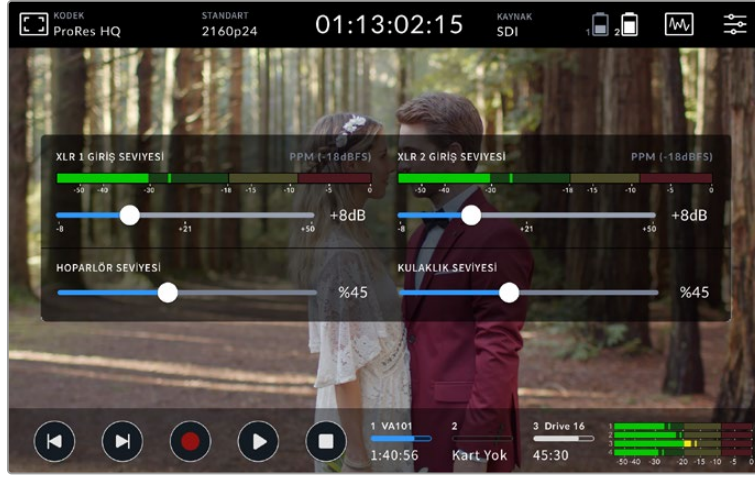 KODEK STANDART KAYNAK
ProRes HQ 2160p24 01:13:02:15 SDI 1 2
XLR 1 GİRİŞ SEVIYESİ PPM (-18dBFS) XLR 2 GİRİŞ SEVIYESİ PPM (-18dBFS)
-50 -40 -30 -18 -15 -10 -5 0 -50 -40 -30 -18 -15 -10 -5 0
+8dB +8dB
-8 +21 +50 -8 +21 +50
HOPARLÖR SEVİYESİ KULAKLIK SEVİYESİ
%45 %45
1 VA101 2 3 Drive 16 1
2
3
4
1:40:56 Kart Yok 45:30 -50 -40 -30 -20 -15 -10 -5 0